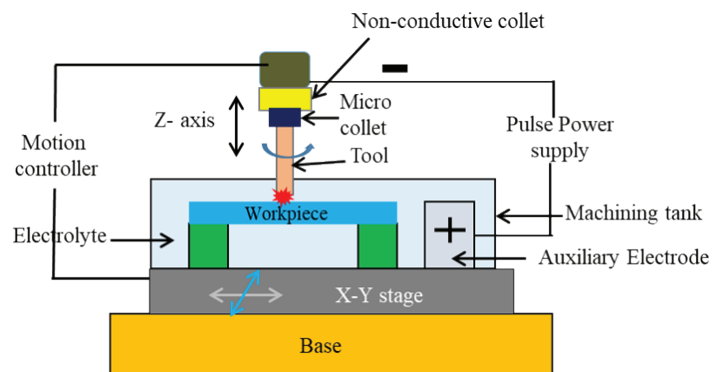 Non-conductive collet
Z- axis
Micro
collet
Tool
Motion
controller
Pulse Power
supply
Workpiece
Machining tank
Electrolyte
+
Auxiliary Electrode
X-Y stage
Base